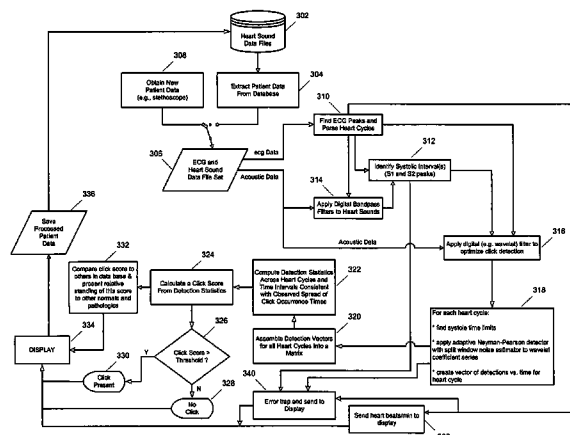 302
Heart Sound
Data Files
308
Obtain New
Patient Data
(e.g., stethoscope)
304
Extract Patient Data
From Database
310
Find ECG Peaks and
Parse Heart Cycles
ecg Data
306
ECG and
Heart Sound
Data File Set
Acoustic Data
312
Identify Systolic Interval(s)
(S1 and S2 peaks)
314
Apply Digital Bandpass
Filters to Heart Sounds
Acoustic Data
316
Apply digital (e.g. wavelet) filter to
optimize click detection
336
Save
Processed
Patient
Data
332
Compare click score to
others in data base &
present relative
standing of this score
to other normals and
pathologics
324
Calculate a Click Score
From Detection Statistics
322
Compute Detection Statistics
Across Heart Cycles and
Time Intervals Consistent
with Observed Spread of
Click Occurrence Times
318
For each heart cycle:
* find systole time limits
* apply adaptive Neyman-Pearson detector
with split window noise estimator to wavelet
coefficient series
* create vector of detections vs. time for
heart cycle
320
Assemble Detection Vectors
for all Heart Cycles into a
Matrix
334
DISPLAY
326
Click Score >
Threshold ?
Y
N
330
Click
Present
328
No
Click
340
Error trap and send to
Display
Send heart beats/min to
display